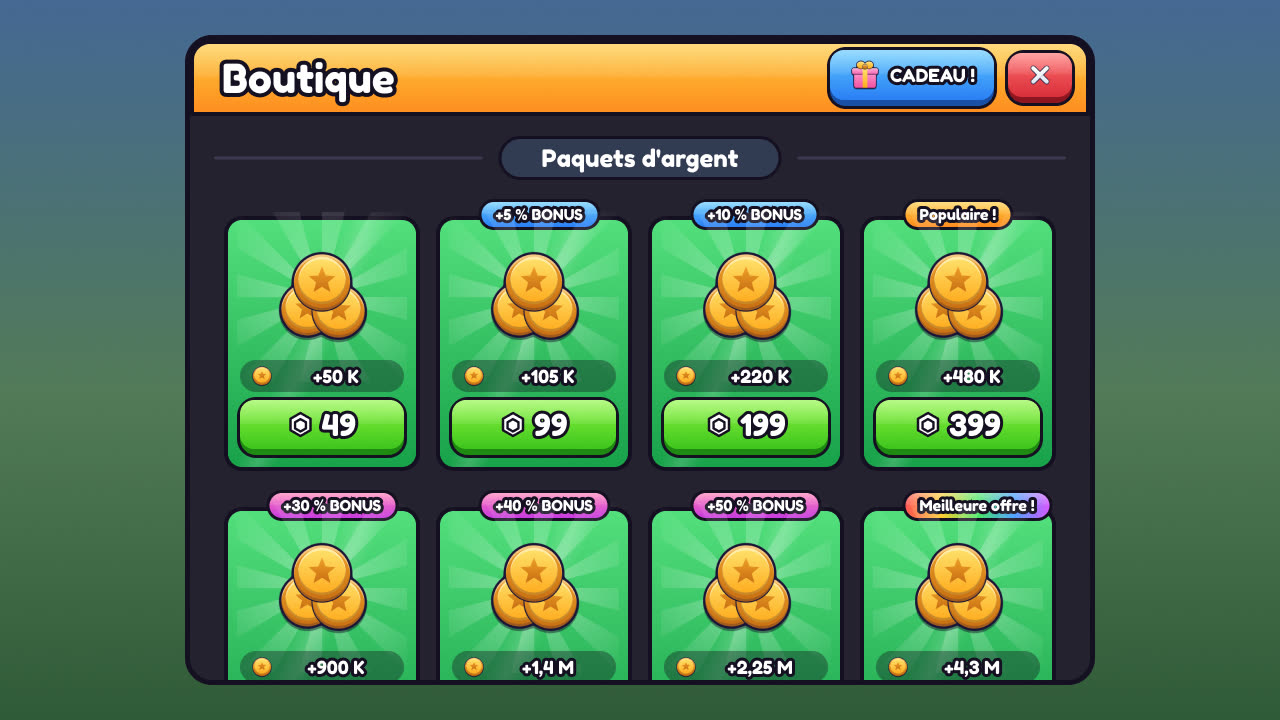 Boutique
CADEAU !
Paquets d'argent
+5 % BONUS
+10 % BONUS
Populaire !
+50 K
+105 K
+220 K
+480 K
49
99
199
399
+30 % BONUS
+40 % BONUS
+50 % BONUS
Meilleure offre !
+900 K
+1,4 M
+2,25 M
+4,3 M